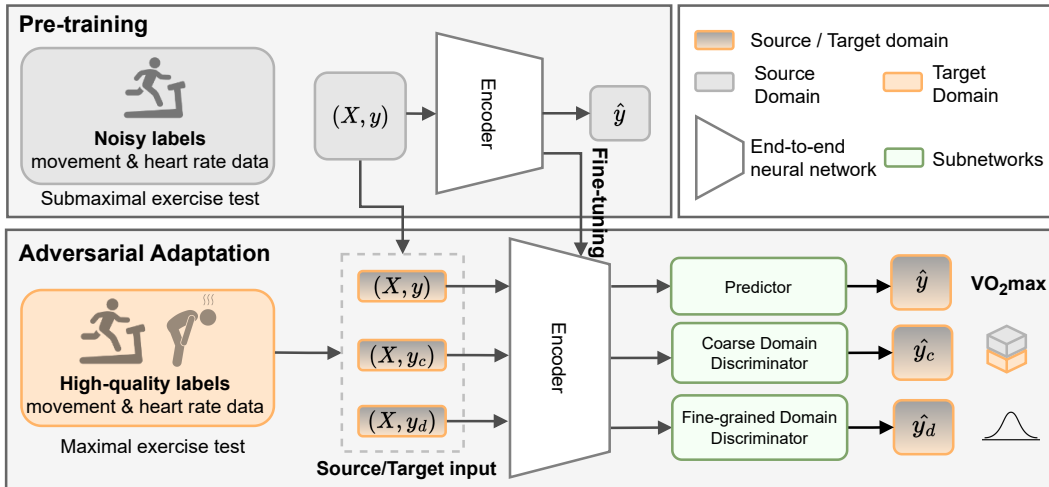 Pre-training
Noisy labels
movement & heart rate data
Submaximal exercise test
(X, y)
Encoder
ŷ
Fine-tuning
Source / Target domain
Source
Domain
Target
Domain
End-to-end
neural network
Subnetworks
Adversarial Adaptation
High-quality labels
movement & heart rate data
Maximal exercise test
(X, y)
(X, y_c)
(X, y_d)
Source/Target input
Encoder
Predictor
ŷ
VO₂max
Coarse Domain
Discriminator
ŷ_c
Fine-grained Domain
Discriminator
ŷ_d